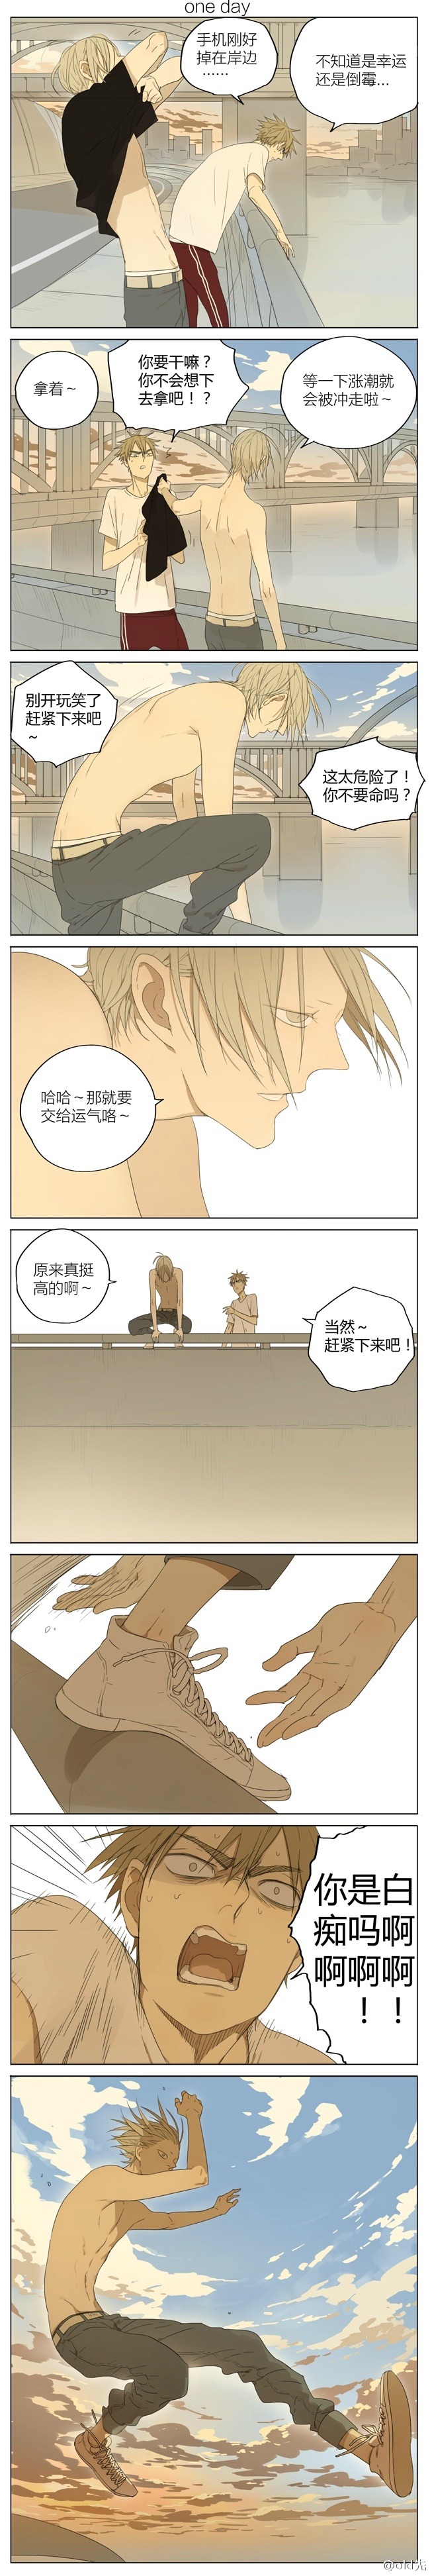 one day
手机刚好
掉在岸边
……
不知道是幸运
还是倒霉...
拿着～
你要干嘛？
你不会想下
去拿吧！？
等一下涨潮就
会被冲走啦～
别开玩笑了
赶紧下来吧
～
这太危险了！
你不要命吗？
哈哈～那就要
交给运气咯～
原来真挺
高的啊～
当然～
赶紧下来吧！
你是白
痴吗啊
啊啊啊
！！
@old先